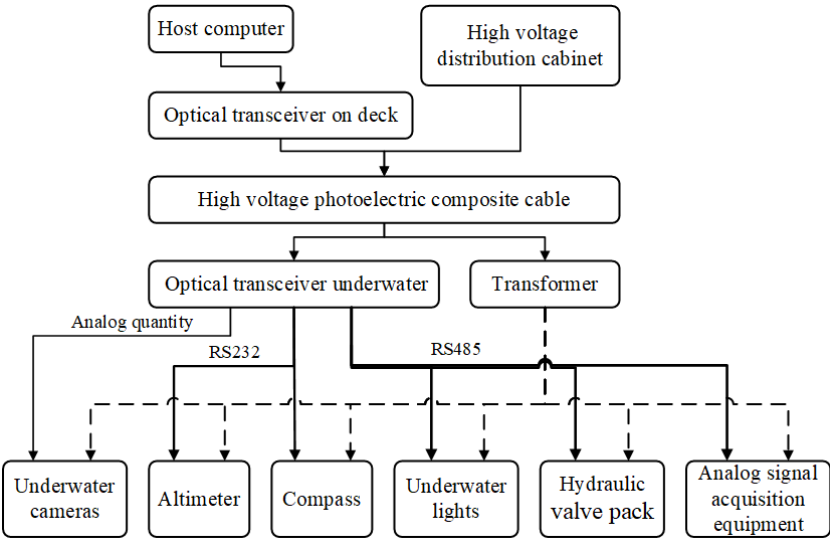 Host computer
High voltage
distribution cabinet
Optical transceiver on deck
High voltage photoelectric composite cable
Optical transceiver underwater
Transformer
Analog quantity
RS232
RS485
Underwater
cameras
Altimeter
Compass
Underwater
lights
Hydraulic
valve pack
Analog signal
acquisition
equipment